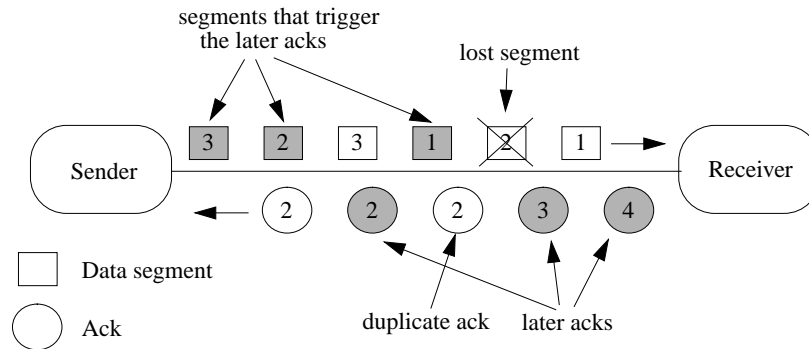 segments that trigger
the later acks
lost segment
3 2 3 1 2 1
Sender
Receiver
2 2 2 3 4
Data segment
duplicate ack
later acks
Ack